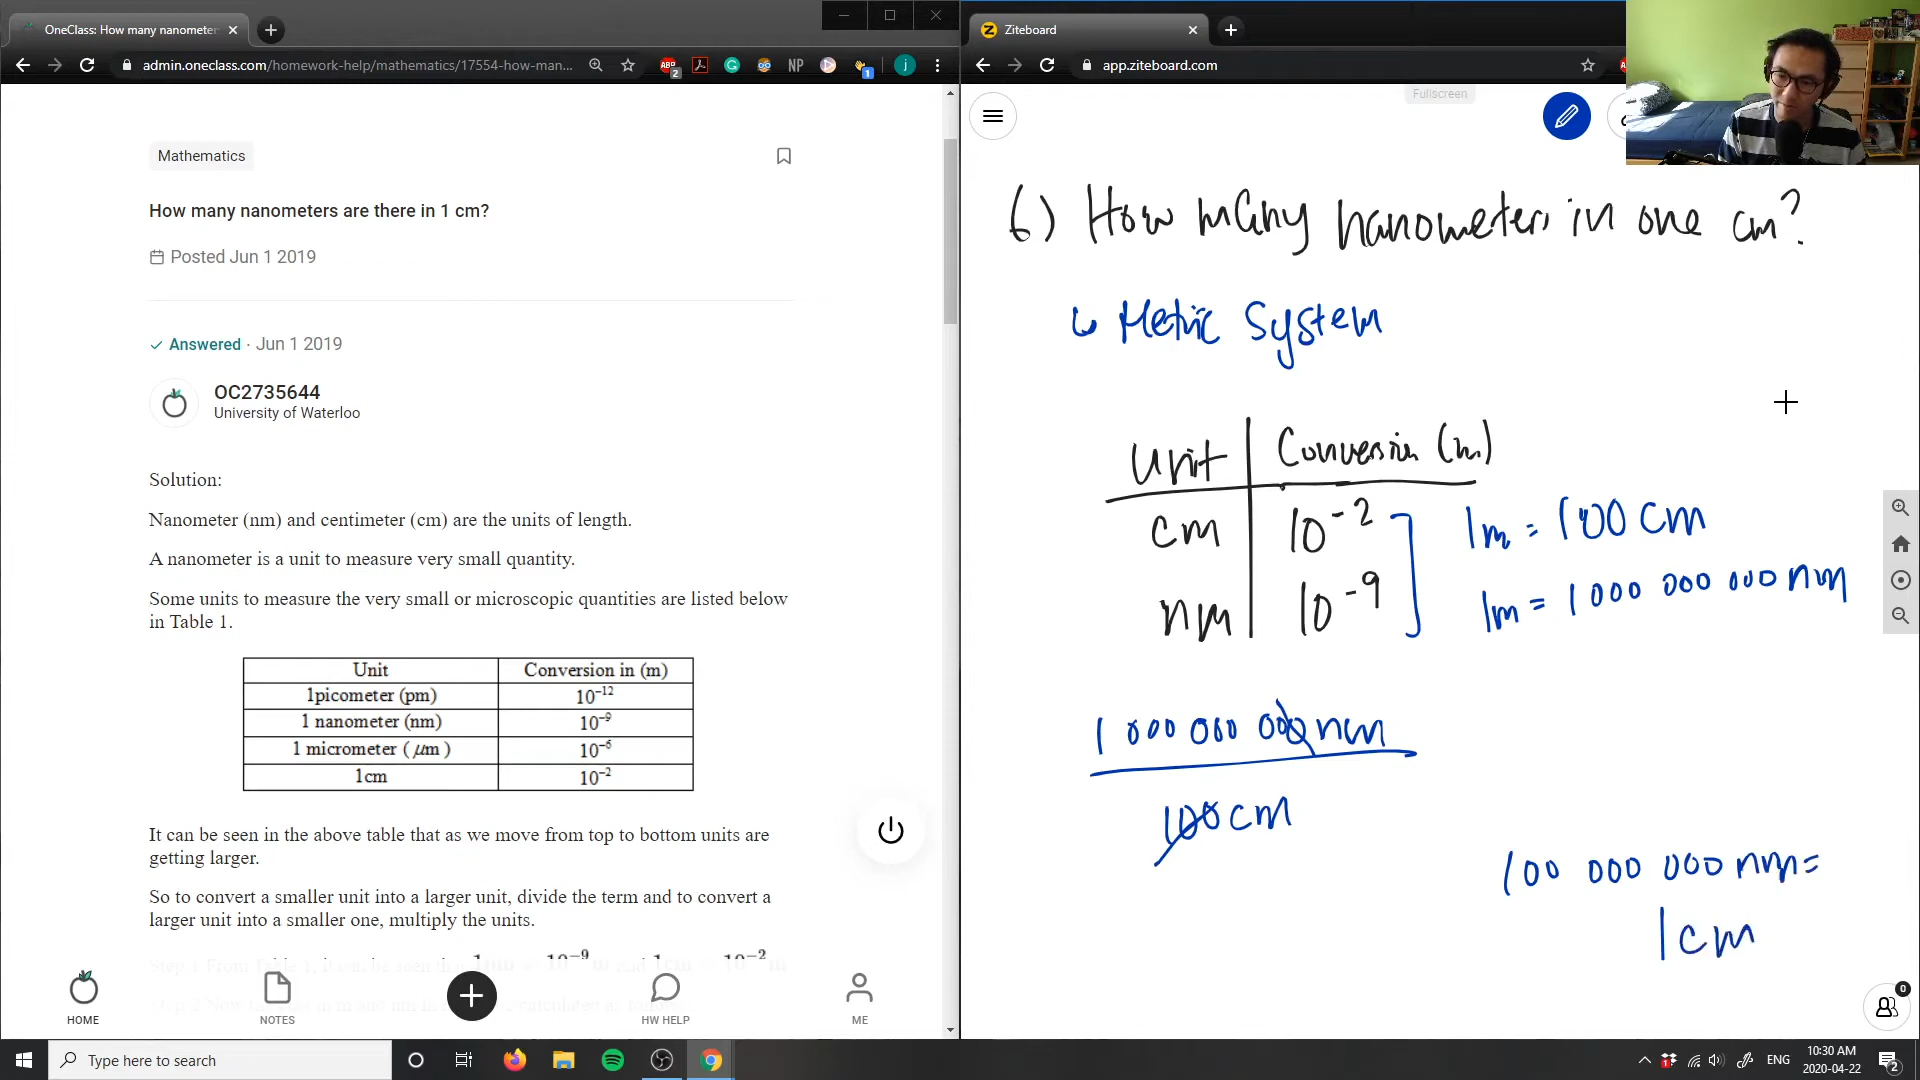 OneClass: How many nanometer
Ziteboard
admin.oneclass.com/homework-help/mathematics/17554-how-man...
app.ziteboard.com
Fullscreen
Mathematics
How many nanometers are there in 1 cm?
Posted Jun 1 2019
Answered · Jun 1 2019
OC2735644
University of Waterloo
Solution:
Nanometer (nm) and centimeter (cm) are the units of length.
A nanometer is a unit to measure very small quantity.
Some units to measure the very small or microscopic quantities are listed below
in Table 1.
Unit Conversion in (m)
1picometer (pm) 10⁻¹²
1 nanometer (nm) 10⁻⁹
1 micrometer (μm) 10⁻⁶
1cm 10⁻²
It can be seen in the above table that as we move from top to bottom units are
getting larger.
So to convert a smaller unit into a larger unit, divide the term and to convert a
larger unit into a smaller one, multiply the units.
HOME
NOTES
HW HELP
ME
6) How many nanometers in one cm?
Metric System
Unit Conversion (m)
cm 10⁻² 1m = 100 cm
nm 10⁻⁹ 1m = 1 000 000 000 nm
1 000 000 000 nm
100 cm
100 000 000 nm =
1 cm
0
Type here to search
ENG
10:30 AM
2020-04-22
2